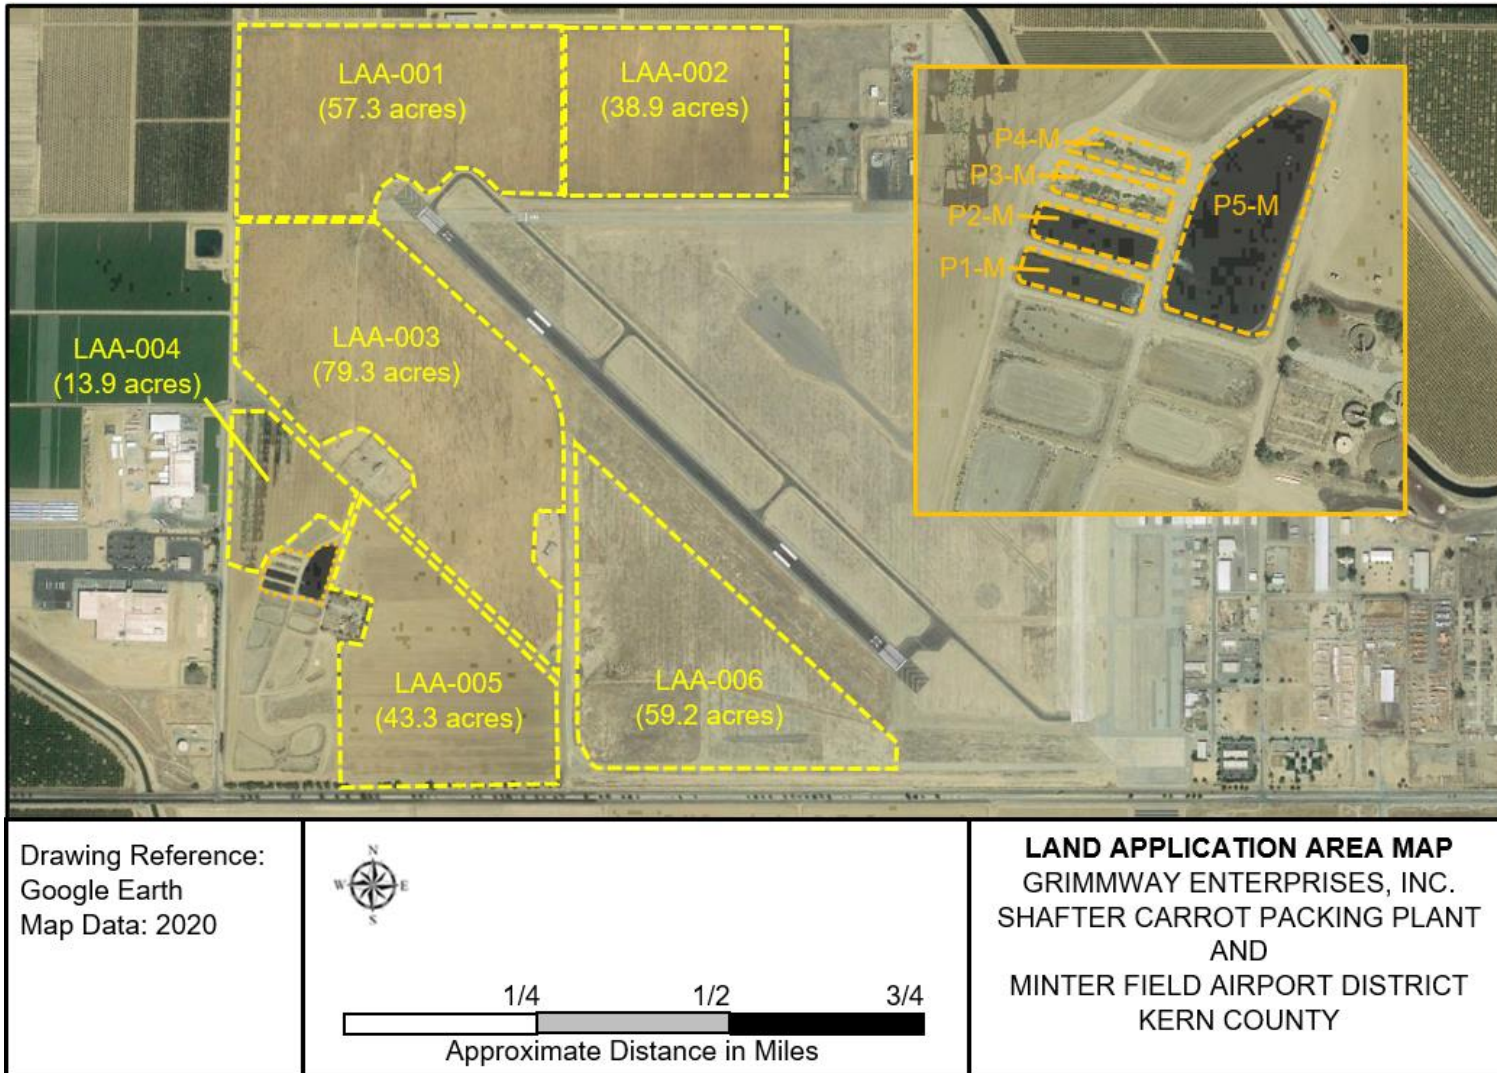 LAA-001
(57.3 acres)
LAA-002
(38.9 acres)
P4-M
P3-M
P2-M
P1-M
P5-M
LAA-003
(79.3 acres)
LAA-004
(13.9 acres)
LAA-005
(43.3 acres)
LAA-006
(59.2 acres)
Drawing Reference:
Google Earth
Map Data: 2020
N
W E
S
1/4 1/2 3/4
Approximate Distance in Miles
LAND APPLICATION AREA MAP
GRIMMWAY ENTERPRISES, INC.
SHAFTER CARROT PACKING PLANT
AND
MINTER FIELD AIRPORT DISTRICT
KERN COUNTY